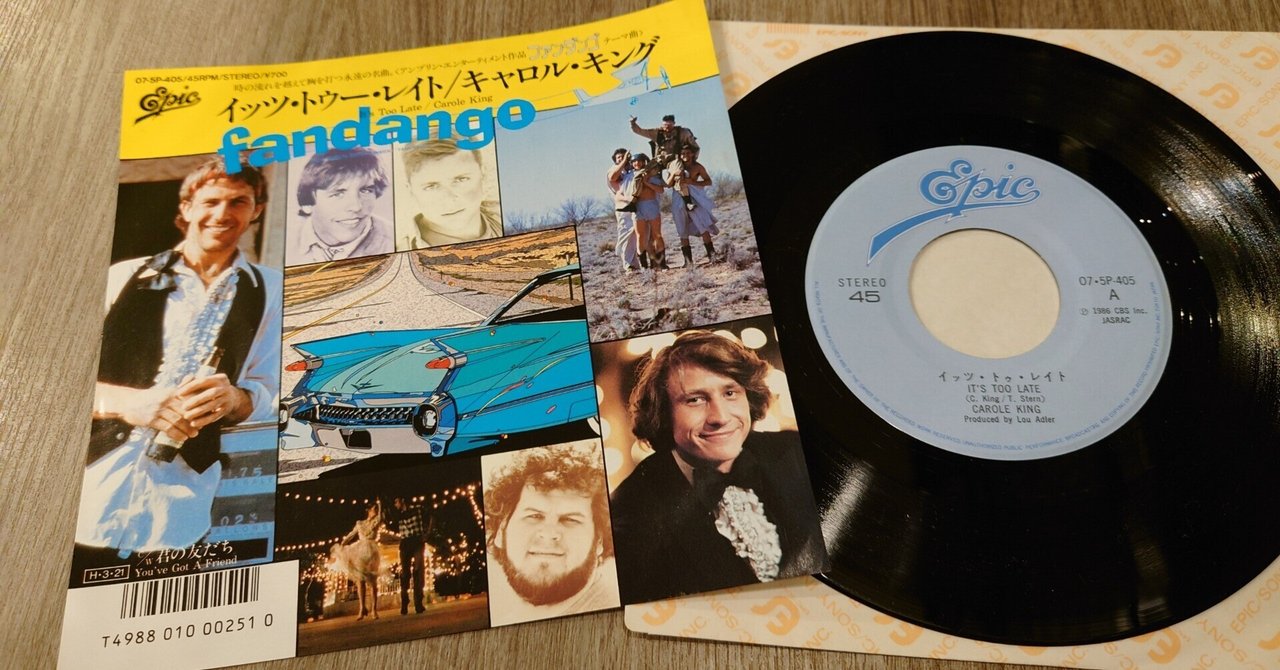 07·5P-405/45RPM/STEREO/¥700
時の流れを越えて胸を打つ永遠の名曲。〈アンブリン・エンターティメント作品 ファンダンゴ テーマ曲〉
Epic
イッツ・トゥー・レイト/キャロル・キング
Too Late / Carole King
fandango
c/w 君の友だち
You've Got A Friend
H・3・21
T4988 010 00251 0
EPIC-SONY
Epic
STEREO
45
07・5P-405
A
Ⓟ 1986 CBS Inc.
JASRAC
イッツ・トゥ・レイト
IT'S TOO LATE
(C. King / T. Stern)
CAROLE KING
Produced by Lou Adler